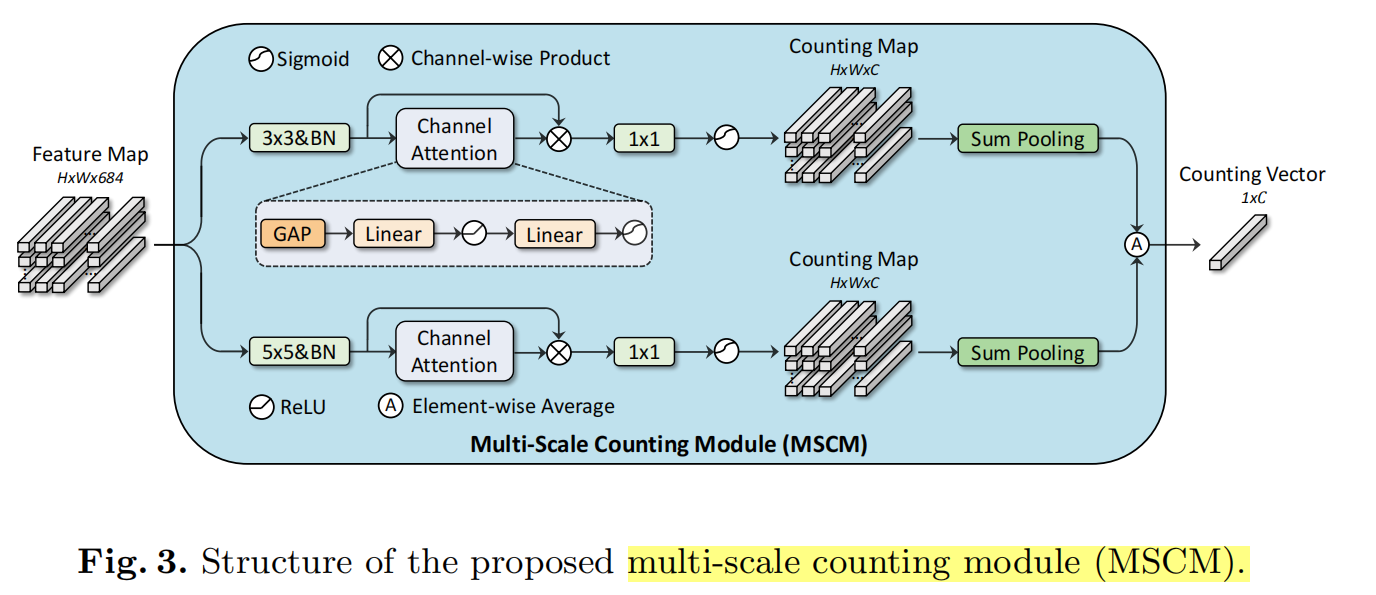 Sigmoid
Channel-wise Product
Counting Map
HxWxC
Feature Map
HxWx684
3x3&BN
Channel
Attention
1x1
Sum Pooling
GAP
Linear
Linear
Counting Vector
1xC
A
Counting Map
HxWxC
5x5&BN
Channel
Attention
1x1
Sum Pooling
ReLU
A
Element-wise Average
Multi-Scale Counting Module (MSCM)
Fig. 3. Structure of the proposed multi-scale counting module (MSCM).